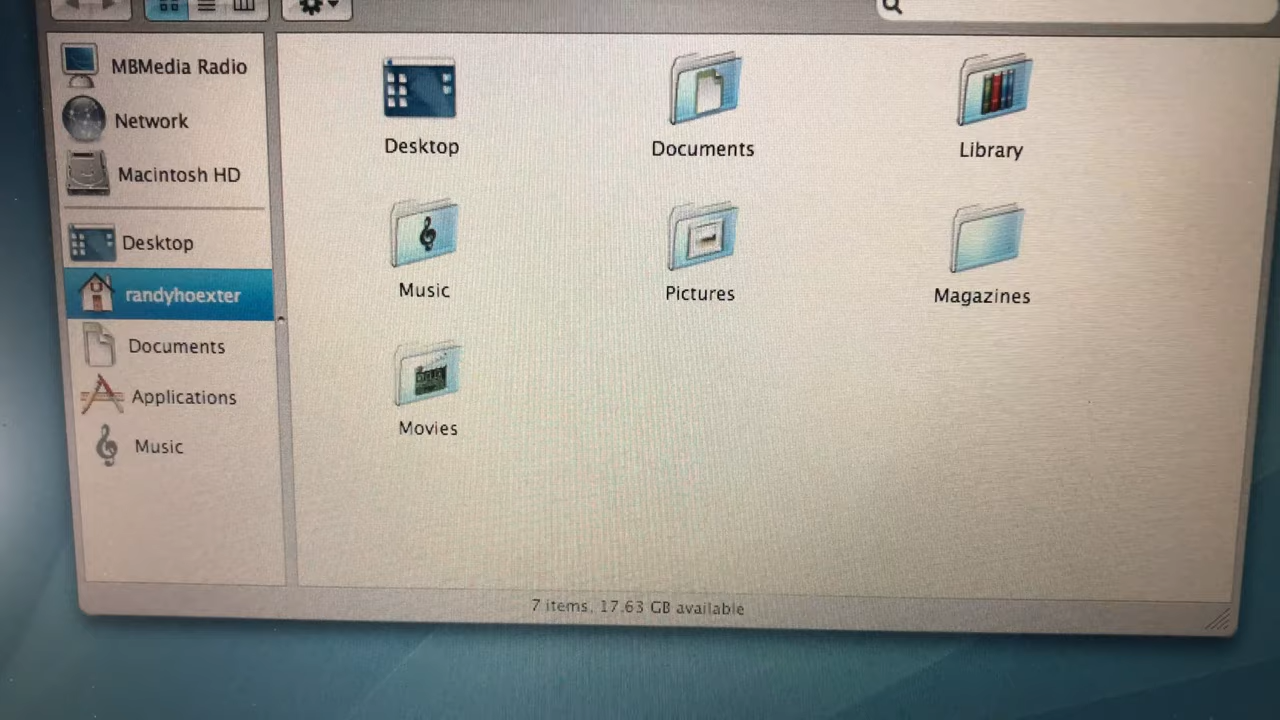 MBMedia Radio
Network
Macintosh HD
Desktop
randyhoexter
Documents
Applications
Music
Desktop
Documents
Library
Music
Pictures
Magazines
Movies
7 items, 17.63 GB available